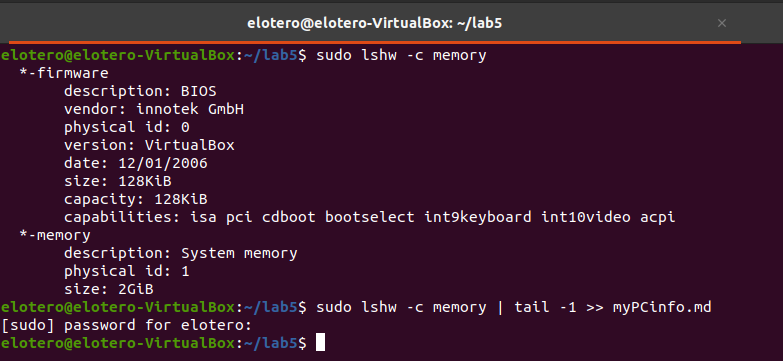 elotero@elotero-VirtualBox: ~/lab5 ×
elotero@elotero-VirtualBox:~/lab5$ sudo lshw -c memory
  *-firmware
       description: BIOS
       vendor: innotek GmbH
       physical id: 0
       version: VirtualBox
       date: 12/01/2006
       size: 128KiB
       capacity: 128KiB
       capabilities: isa pci cdboot bootselect int9keyboard int10video acpi
  *-memory
       description: System memory
       physical id: 1
       size: 2GiB
elotero@elotero-VirtualBox:~/lab5$ sudo lshw -c memory | tail -1 >> myPCinfo.md
[sudo] password for elotero:
elotero@elotero-VirtualBox:~/lab5$